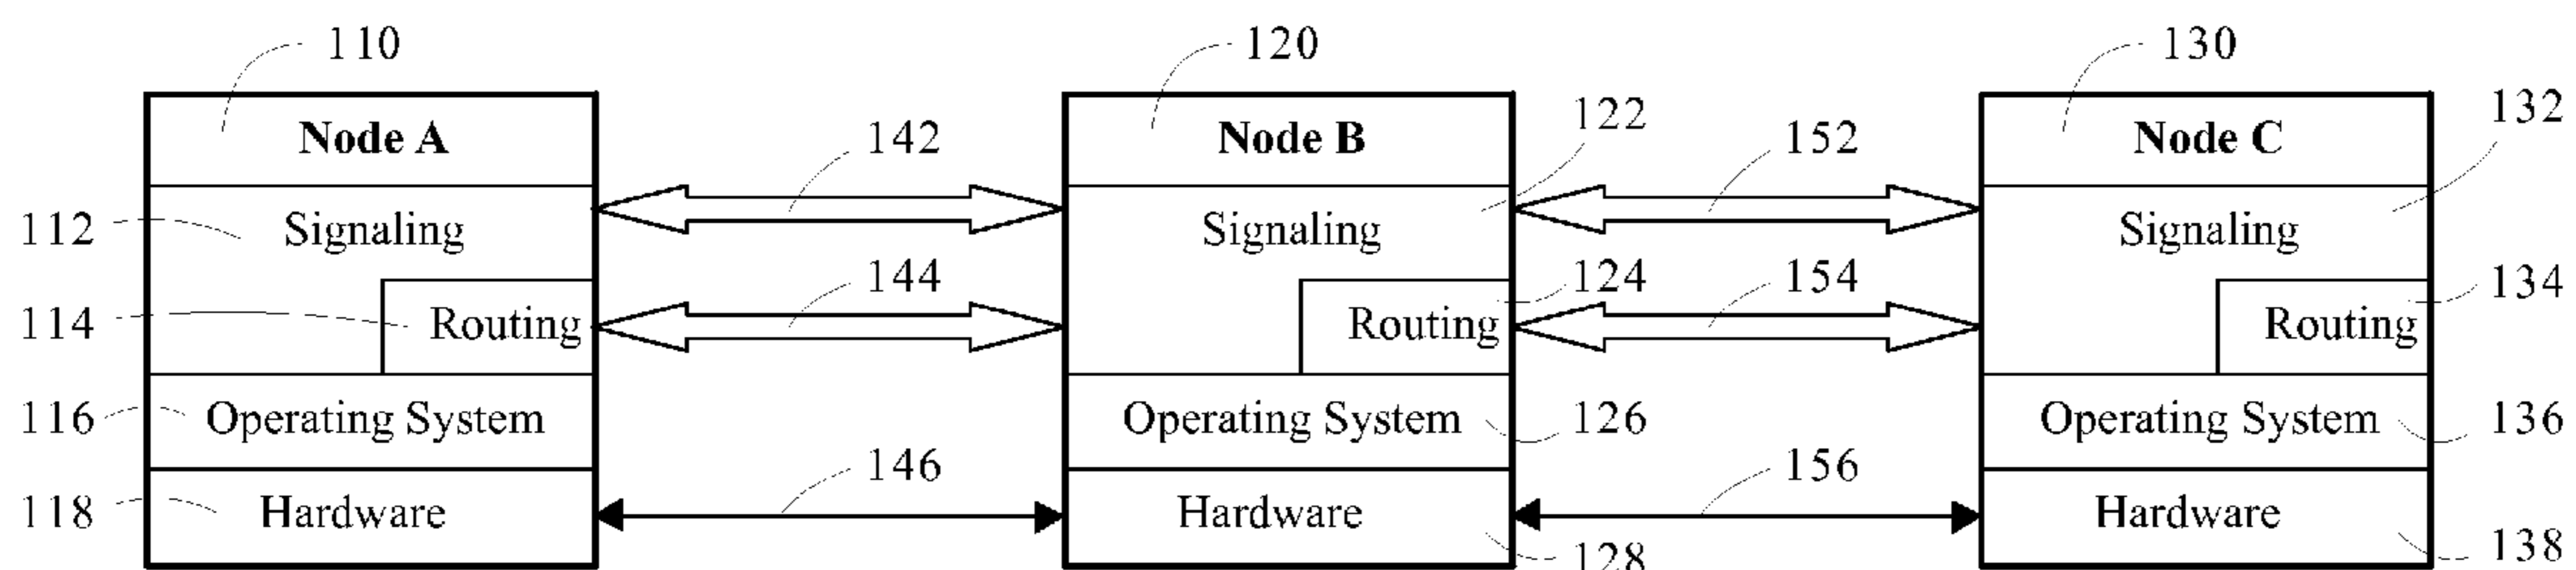 110
120
130
Node A
142
Node B
122
152
Node C
132
112
Signaling
Signaling
Signaling
144
124
154
134
114
Routing
Routing
Routing
116
Operating System
Operating System
126
Operating System
136
146
156
118
Hardware
Hardware
128
Hardware
138